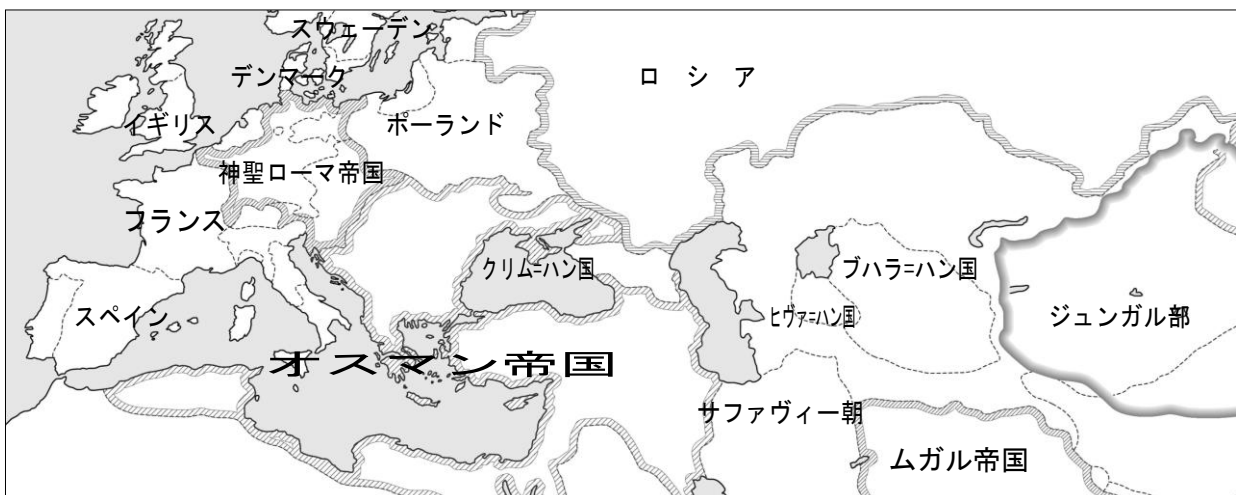 スウェーデン
ロシア
デンマーク
イギリス
ポーランド
神聖ローマ帝国
フランス
クリム=ハン国
ブハラ=ハン国
スペイン
ヒヴァ=ハン国
ジュンガル部
オスマン帝国
サファヴィー朝
ムガル帝国